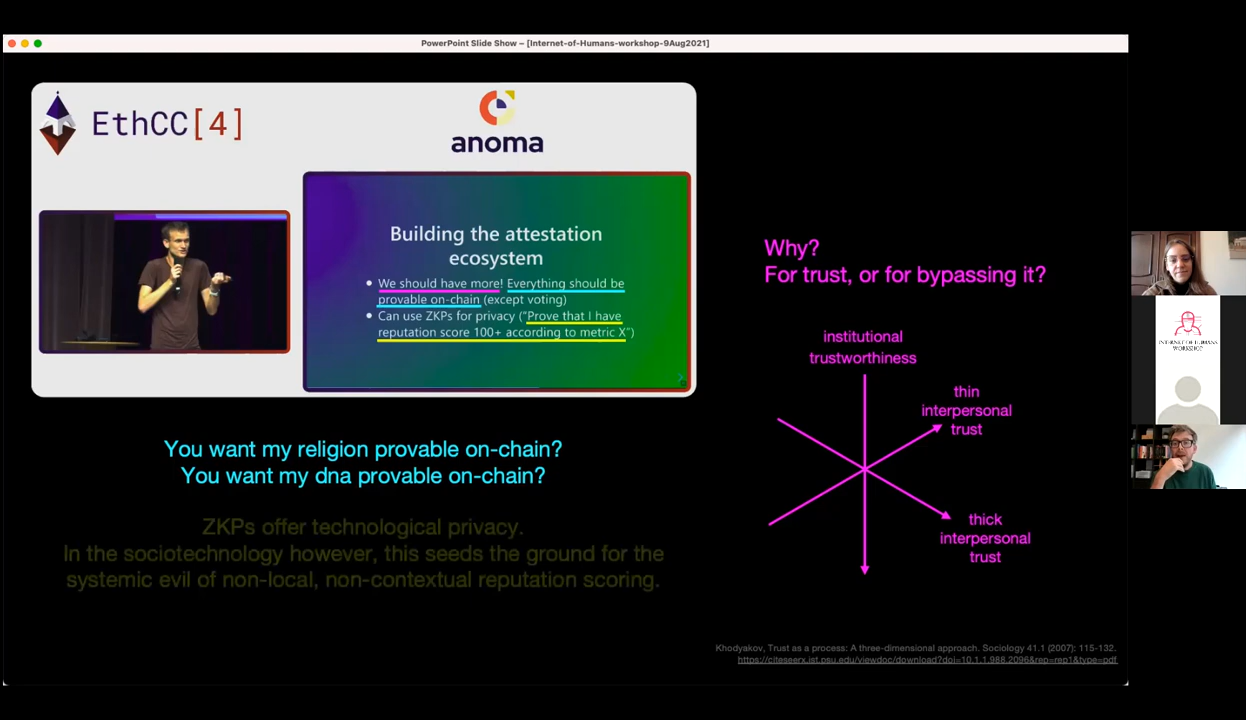 PowerPoint Slide Show – [Internet-of-Humans-workshop-9Aug2021]
EthCC[4]
anoma
Building the attestation
ecosystem
• We should have more! Everything should be
provable on-chain (except voting)
• Can use ZKPs for privacy ("Prove that I have
reputation score 100+ according to metric X")
You want my religion provable on-chain?
You want my dna provable on-chain?
ZKPs offer technological privacy.
In the sociotechnology however, this seeds the ground for the
systemic evil of non-local, non-contextual reputation scoring.
Why?
For trust, or for bypassing it?
institutional
trustworthiness
thin
interpersonal
trust
thick
interpersonal
trust
Khodyakov, Trust as a process: A three-dimensional approach. Sociology 41.1 (2007): 115-132.
https://citeseerx.ist.psu.edu/viewdoc/download?doi=10.1.1.988.2096&rep=rep1&type=pdf
INTERNET OF HUMANS
WORKSHOP